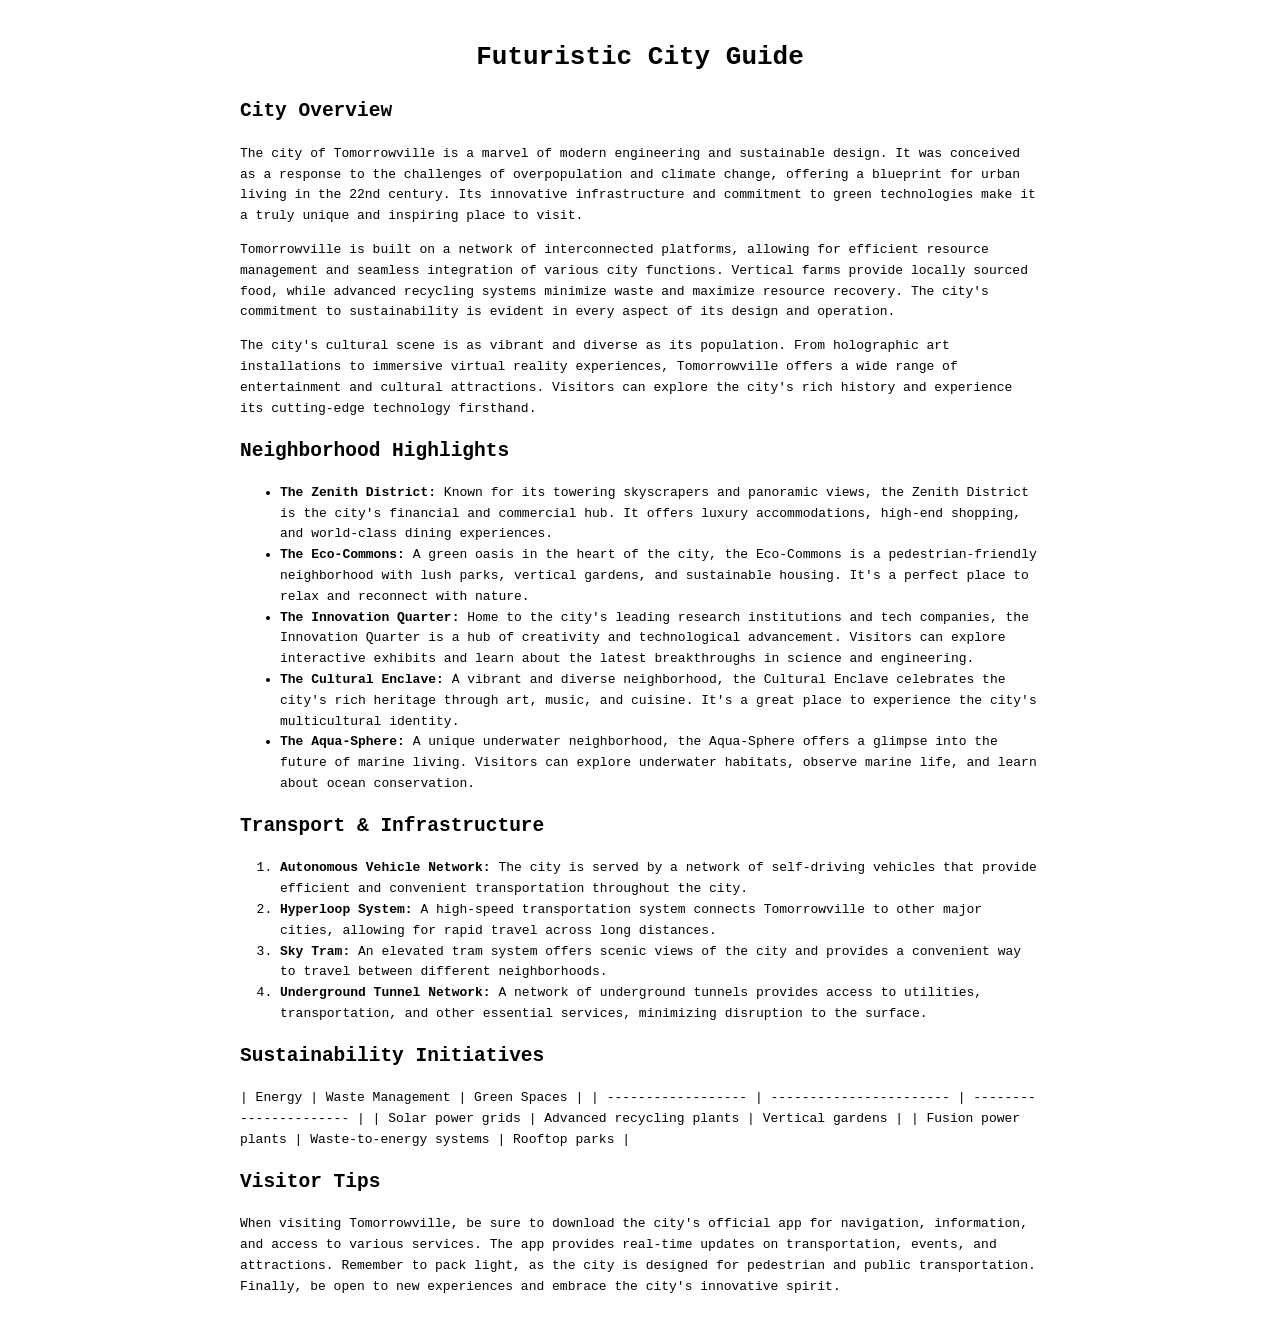 Futuristic City Guide
City Overview
The city of Tomorrowville is a marvel of modern engineering and sustainable design. It was conceived
as a response to the challenges of overpopulation and climate change, offering a blueprint for urban
living in the 22nd century. Its innovative infrastructure and commitment to green technologies make it
a truly unique and inspiring place to visit.
Tomorrowville is built on a network of interconnected platforms, allowing for efficient resource
management and seamless integration of various city functions. Vertical farms provide locally sourced
food, while advanced recycling systems minimize waste and maximize resource recovery. The city's
commitment to sustainability is evident in every aspect of its design and operation.
The city's cultural scene is as vibrant and diverse as its population. From holographic art
installations to immersive virtual reality experiences, Tomorrowville offers a wide range of
entertainment and cultural attractions. Visitors can explore the city's rich history and experience
its cutting-edge technology firsthand.
Neighborhood Highlights
• The Zenith District: Known for its towering skyscrapers and panoramic views, the Zenith District
is the city's financial and commercial hub. It offers luxury accommodations, high-end shopping,
and world-class dining experiences.
• The Eco-Commons: A green oasis in the heart of the city, the Eco-Commons is a pedestrian-friendly
neighborhood with lush parks, vertical gardens, and sustainable housing. It's a perfect place to
relax and reconnect with nature.
• The Innovation Quarter: Home to the city's leading research institutions and tech companies, the
Innovation Quarter is a hub of creativity and technological advancement. Visitors can explore
interactive exhibits and learn about the latest breakthroughs in science and engineering.
• The Cultural Enclave: A vibrant and diverse neighborhood, the Cultural Enclave celebrates the
city's rich heritage through art, music, and cuisine. It's a great place to experience the city's
multicultural identity.
• The Aqua-Sphere: A unique underwater neighborhood, the Aqua-Sphere offers a glimpse into the
future of marine living. Visitors can explore underwater habitats, observe marine life, and learn
about ocean conservation.
Transport & Infrastructure
1. Autonomous Vehicle Network: The city is served by a network of self-driving vehicles that provide
efficient and convenient transportation throughout the city.
2. Hyperloop System: A high-speed transportation system connects Tomorrowville to other major
cities, allowing for rapid travel across long distances.
3. Sky Tram: An elevated tram system offers scenic views of the city and provides a convenient way
to travel between different neighborhoods.
4. Underground Tunnel Network: A network of underground tunnels provides access to utilities,
transportation, and other essential services, minimizing disruption to the surface.
Sustainability Initiatives
| Energy | Waste Management | Green Spaces | | ------------------ | ----------------------- | --------
-------------- | | Solar power grids | Advanced recycling plants | Vertical gardens | | Fusion power
plants | Waste-to-energy systems | Rooftop parks |
Visitor Tips
When visiting Tomorrowville, be sure to download the city's official app for navigation, information,
and access to various services. The app provides real-time updates on transportation, events, and
attractions. Remember to pack light, as the city is designed for pedestrian and public transportation.
Finally, be open to new experiences and embrace the city's innovative spirit.